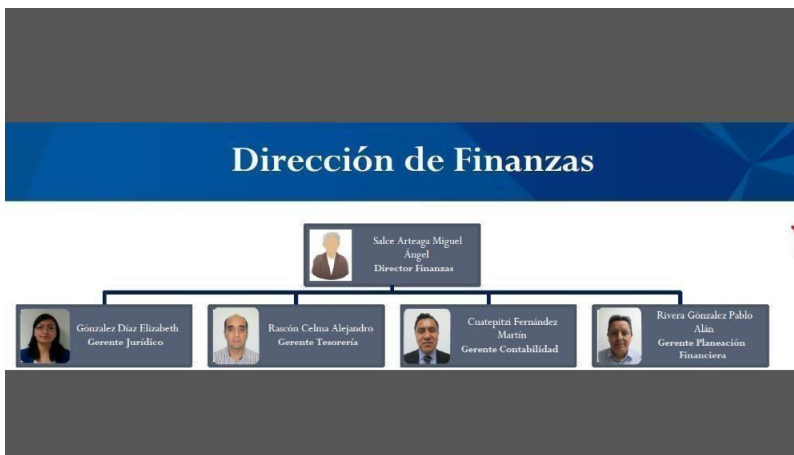 Dirección de Finanzas
Salce Arteaga Miguel
Ángel
Director Finanzas
Gónzalez Díaz Elizabeth
Gerente Jurídico
Rascón Celma Alejandro
Gerente Tesorería
Cuatepitzi Fernández
Martín
Gerente Contabilidad
Rivera Gónzalez Pablo
Alán
Gerente Planeación
Financiera